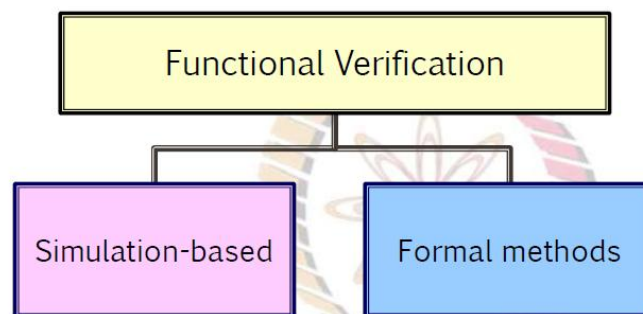 Functional Verification
Simulation-based
Formal methods